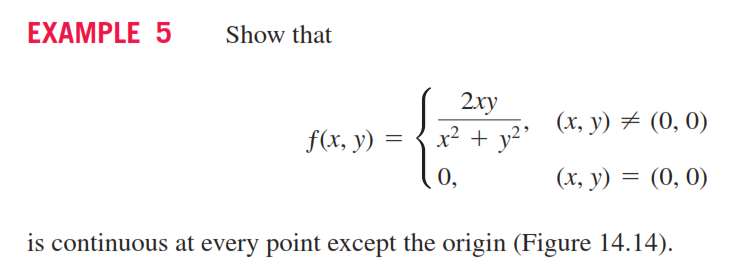 EXAMPLE 5 Show that
2xy
f(x, y) = { x² + y², (x, y) ≠ (0, 0)
0, (x, y) = (0, 0)
is continuous at every point except the origin (Figure 14.14).